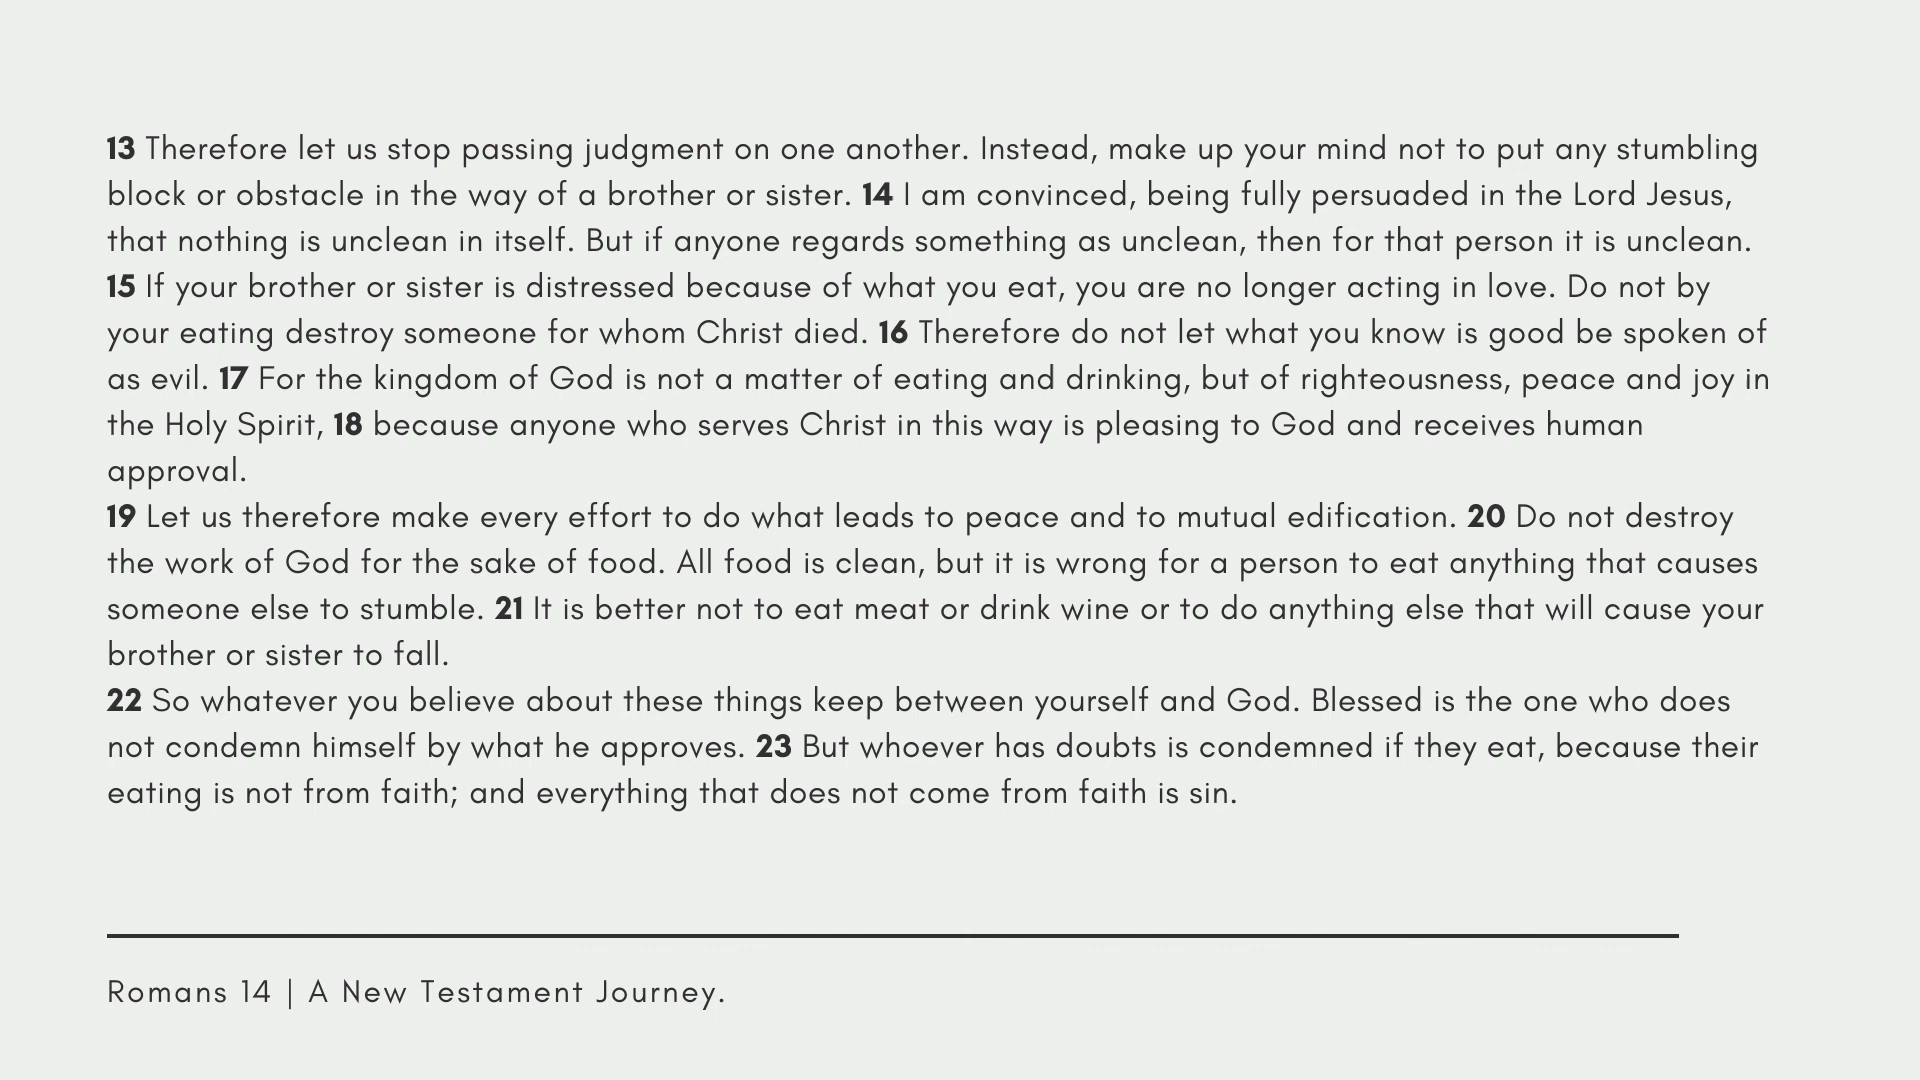 13 Therefore let us stop passing judgment on one another. Instead, make up your mind not to put any stumbling
block or obstacle in the way of a brother or sister. 14 I am convinced, being fully persuaded in the Lord Jesus,
that nothing is unclean in itself. But if anyone regards something as unclean, then for that person it is unclean.
15 If your brother or sister is distressed because of what you eat, you are no longer acting in love. Do not by
your eating destroy someone for whom Christ died. 16 Therefore do not let what you know is good be spoken of
as evil. 17 For the kingdom of God is not a matter of eating and drinking, but of righteousness, peace and joy in
the Holy Spirit, 18 because anyone who serves Christ in this way is pleasing to God and receives human
approval.
19 Let us therefore make every effort to do what leads to peace and to mutual edification. 20 Do not destroy
the work of God for the sake of food. All food is clean, but it is wrong for a person to eat anything that causes
someone else to stumble. 21 It is better not to eat meat or drink wine or to do anything else that will cause your
brother or sister to fall.
22 So whatever you believe about these things keep between yourself and God. Blessed is the one who does
not condemn himself by what he approves. 23 But whoever has doubts is condemned if they eat, because their
eating is not from faith; and everything that does not come from faith is sin.
Romans 14 | A New Testament Journey.